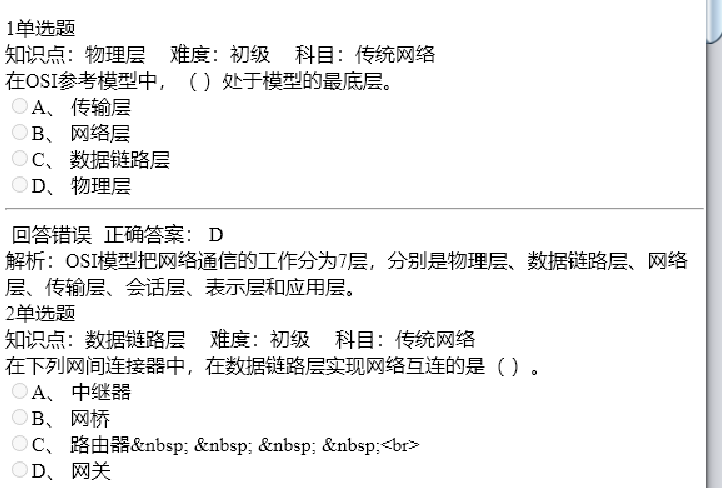 1单选题
知识点：物理层 难度：初级 科目：传统网络
在OSI参考模型中，（ ）处于模型的最底层。
A、 传输层
B、 网络层
C、 数据链路层
D、 物理层
回答错误 正确答案： D
解析：OSI模型把网络通信的工作分为7层，分别是物理层、数据链路层、网络
层、传输层、会话层、表示层和应用层。
2单选题
知识点：数据链路层 难度：初级 科目：传统网络
在下列网间连接器中，在数据链路层实现网络互连的是（ ）。
A、 中继器
B、 网桥
C、 路由器&nbsp; &nbsp; &nbsp; &nbsp;<br>
D、 网关